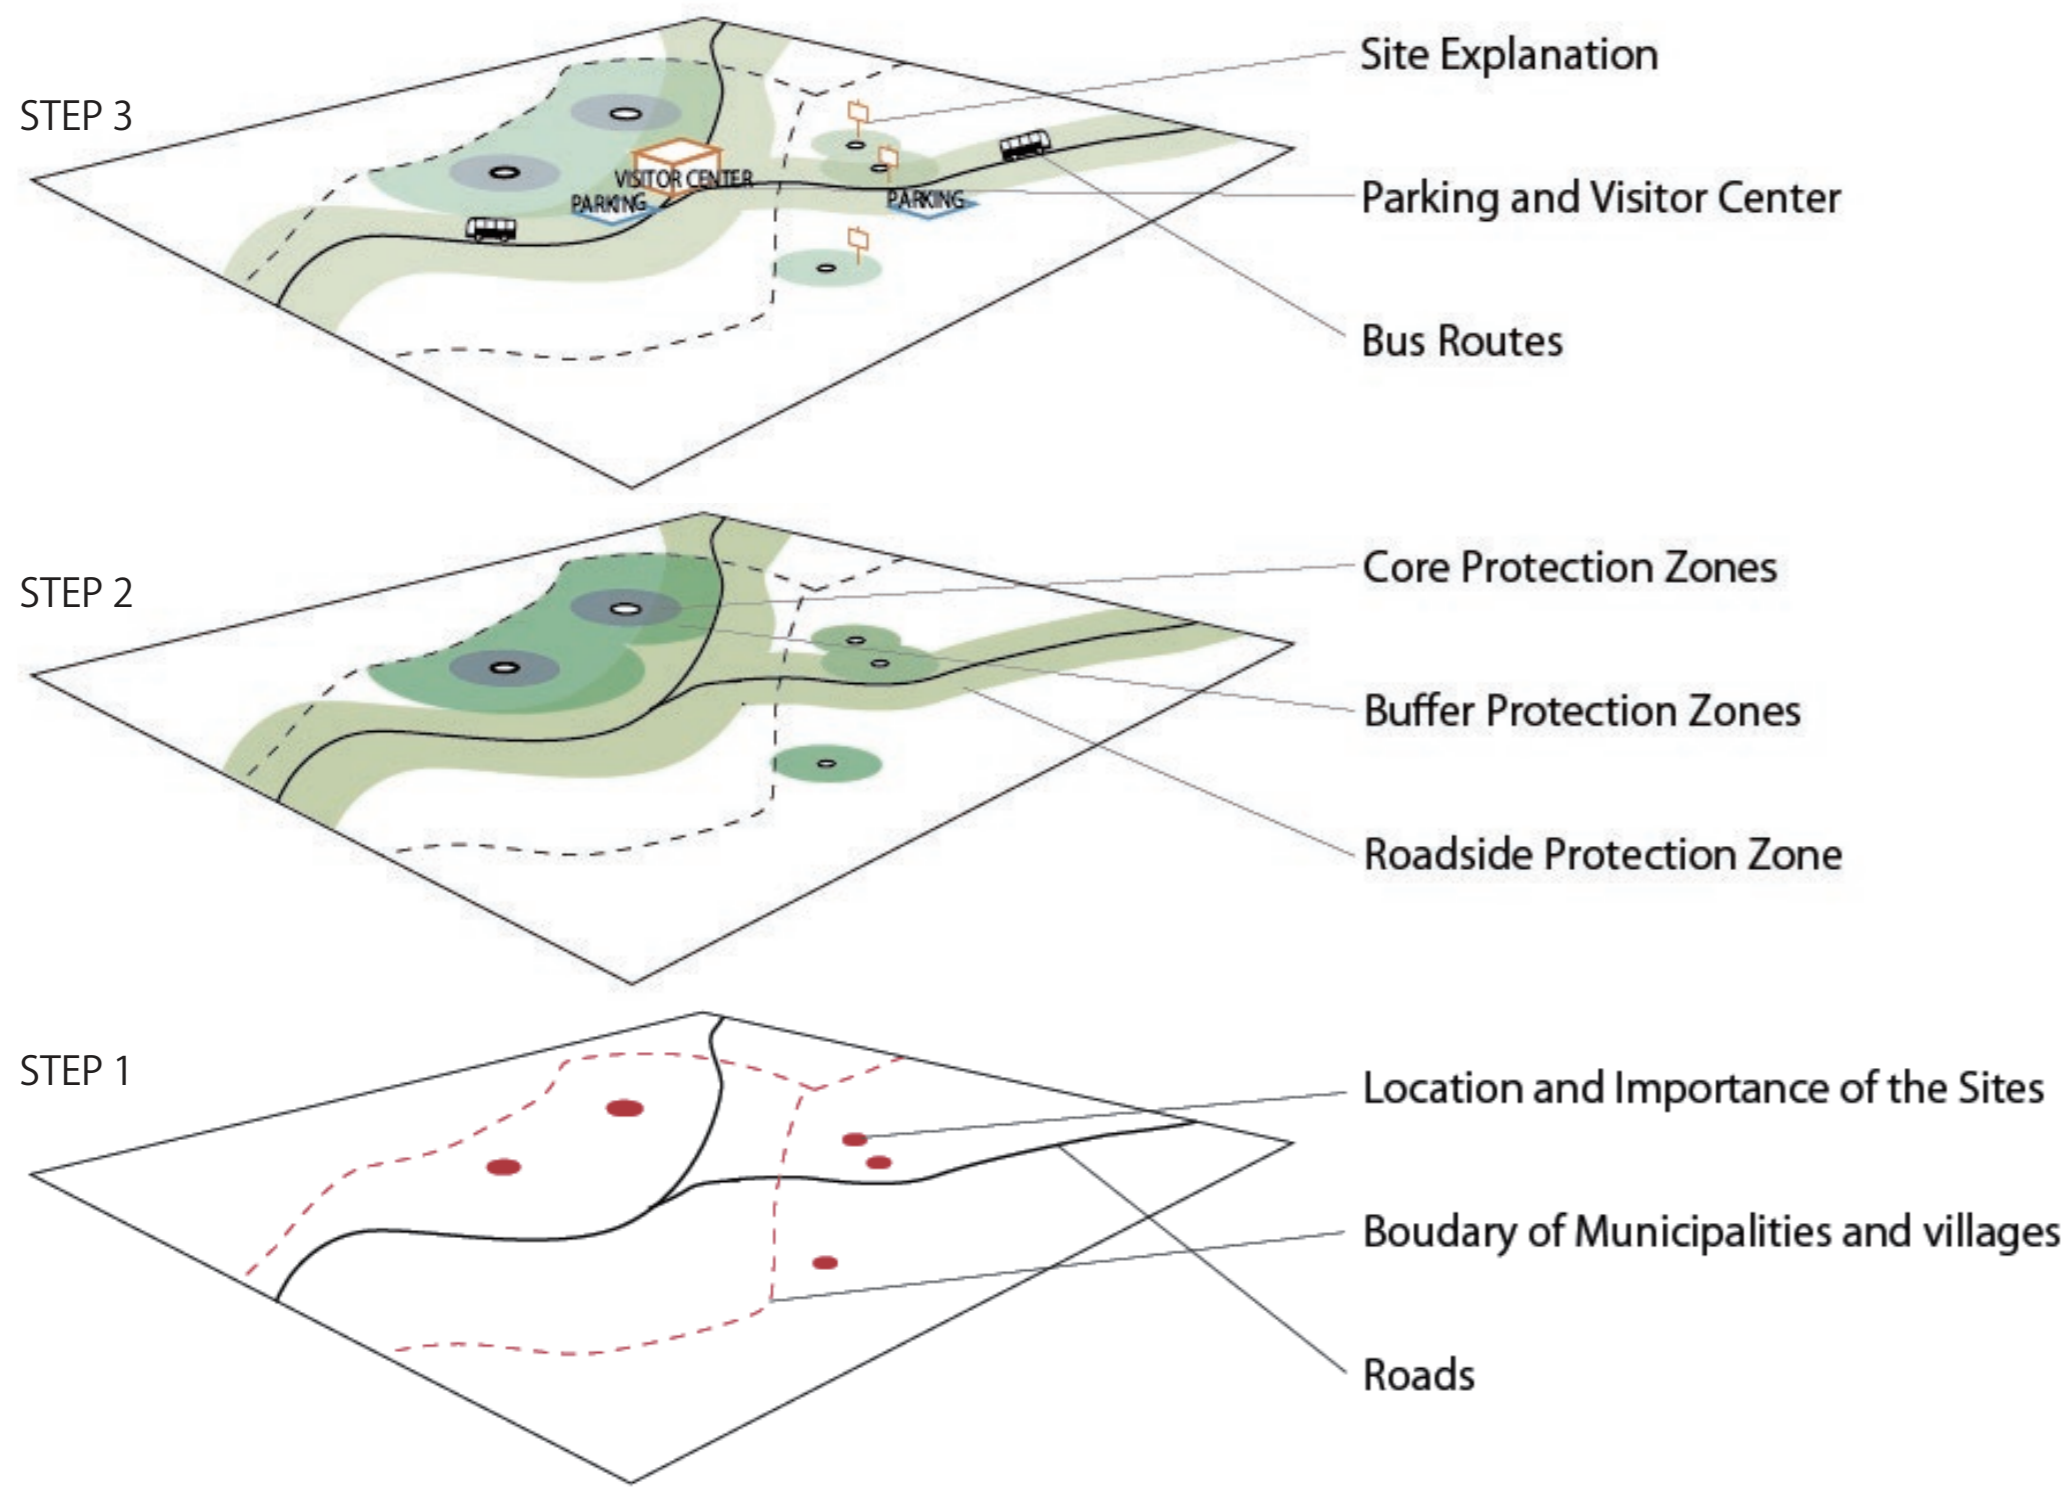 Site Explanation
STEP 3
VISITOR CENTER
PARKING
PARKING
Parking and Visitor Center
Bus Routes
Core Protection Zones
STEP 2
Buffer Protection Zones
Roadside Protection Zone
STEP 1
Location and Importance of the Sites
Boudary of Municipalities and villages
Roads